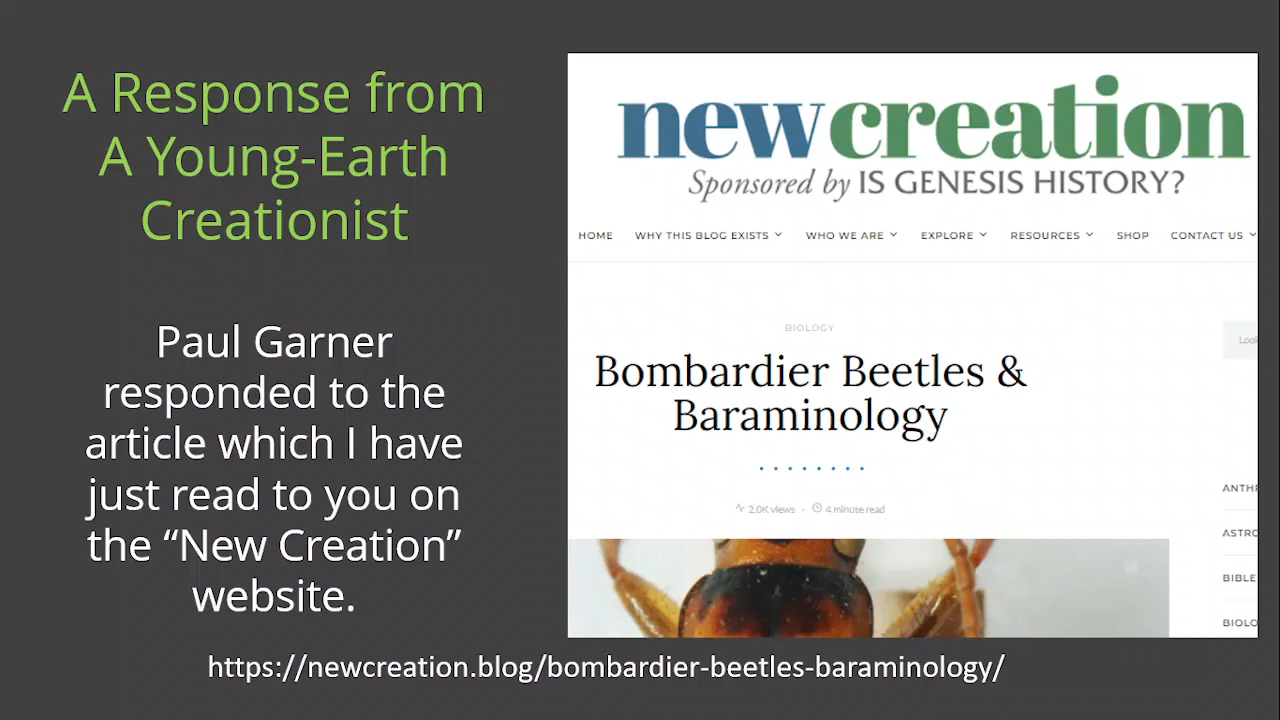 A Response from
A Young-Earth
Creationist
Paul Garner
responded to the
article which I have
just read to you on
the “New Creation”
website.
newcreation
Sponsored by IS GENESIS HISTORY?
HOME WHY THIS BLOG EXISTS WHO WE ARE EXPLORE RESOURCES SHOP CONTACT US
BIOLOGY
Bombardier Beetles &
Baraminology
2.0K views · 4 minute read
Look
ANTHR
ASTRO
BIBLE
BIOLO
https://newcreation.blog/bombardier-beetles-baraminology/